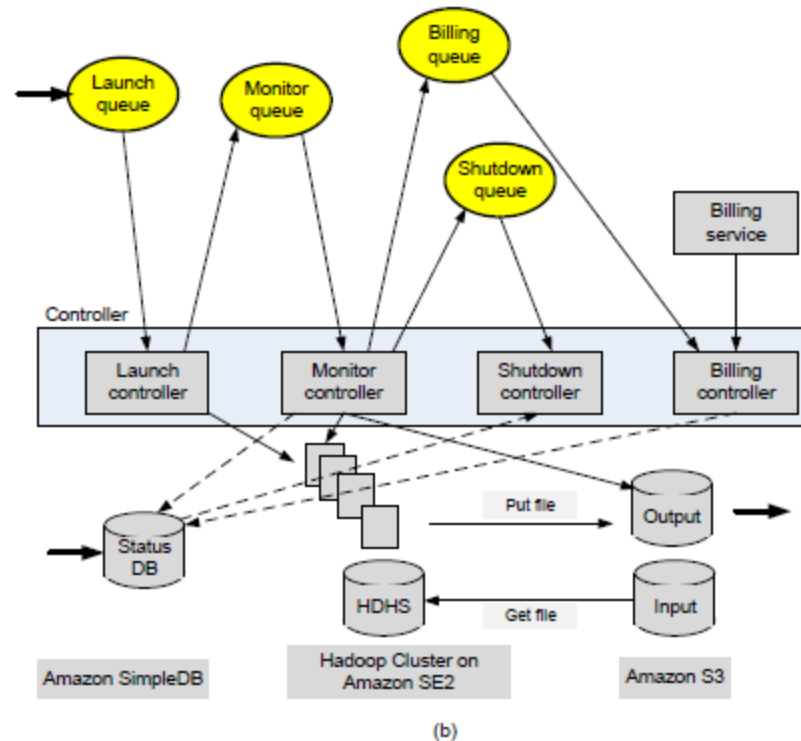 Billing
queue
Launch
queue
Monitor
queue
Shutdown
queue
Billing
service
Controller
Launch
controller
Monitor
controller
Shutdown
controller
Billing
controller
Put file
Output
Status
DB
HDHS
Get file
Input
Amazon SimpleDB
Hadoop Cluster on
Amazon SE2
Amazon S3
(b)